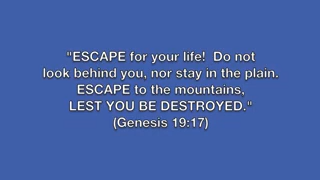 "ESCAPE for your life!  Do not
look behind you, nor stay in the plain.
ESCAPE to the mountains,
LEST YOU BE DESTROYED."
(Genesis 19:17)